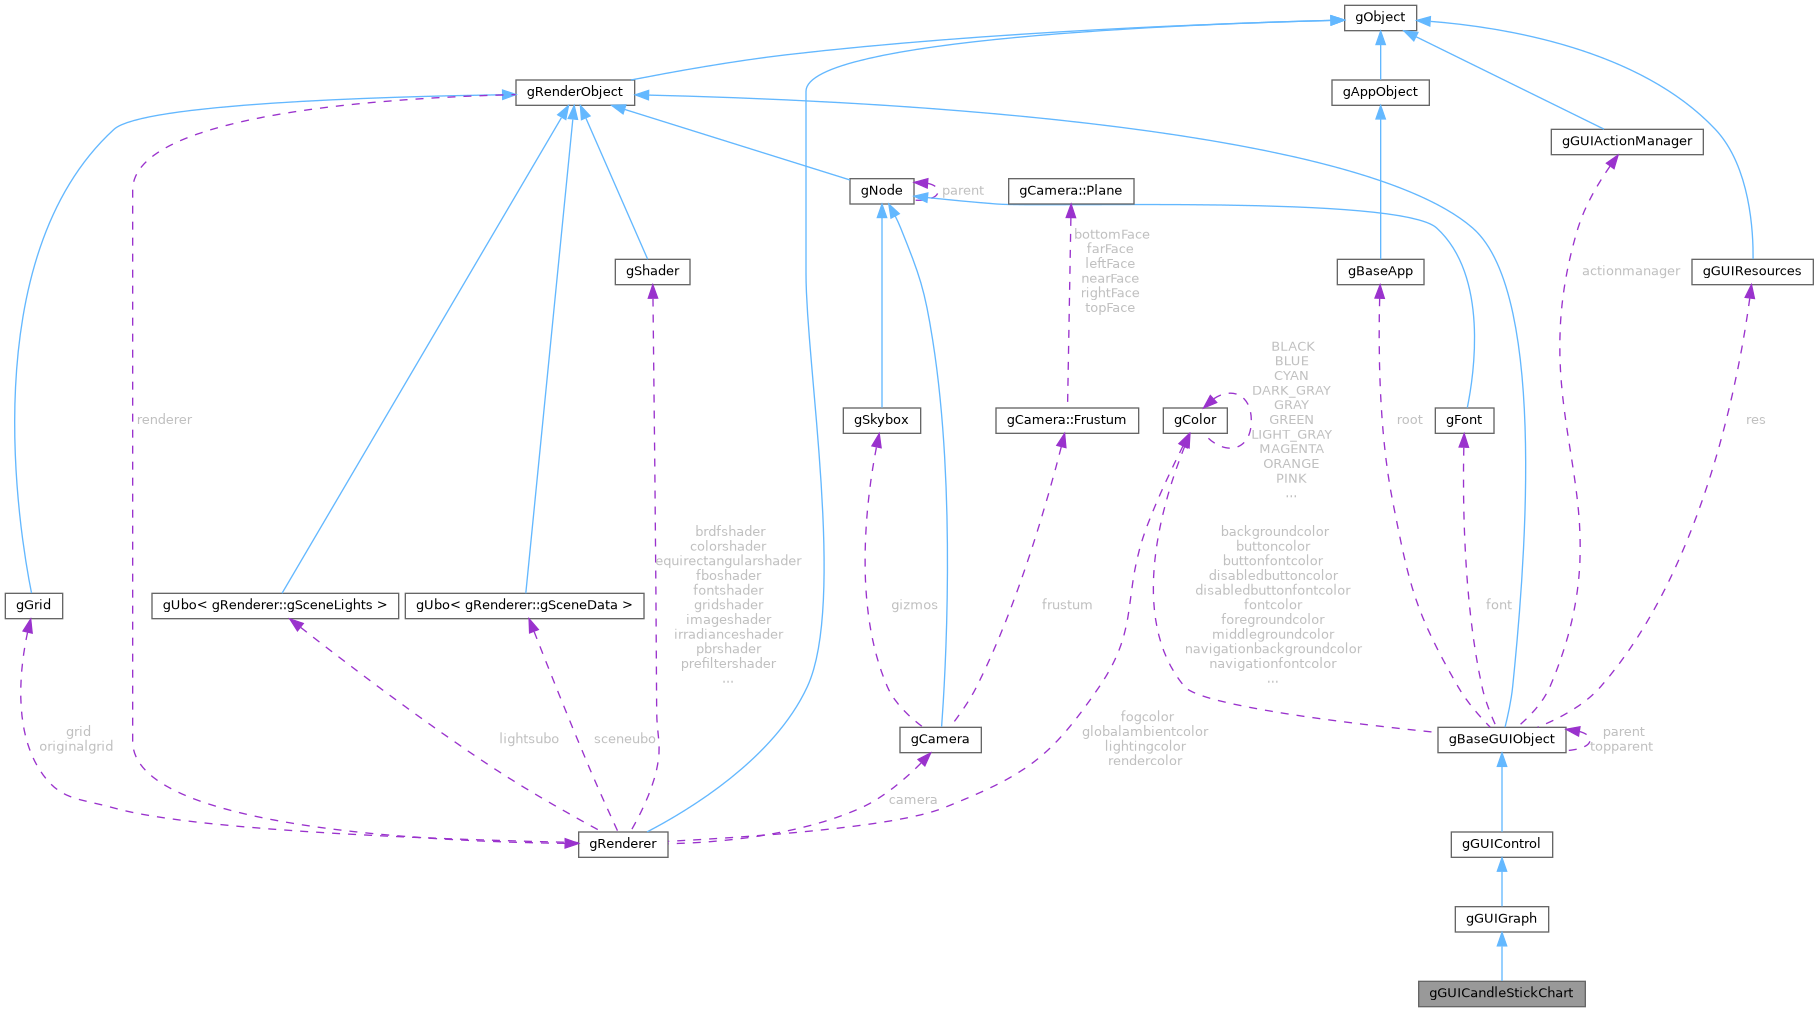 gObject
gRenderObject
gAppObject
gGUIActionManager
gNode
parent
gCamera::Plane
bottomFace
farFace
leftFace
nearFace
rightFace
topFace
gShader
gBaseApp
actionmanager
gGUIResources
BLACK
BLUE
CYAN
DARK_GRAY
GRAY
GREEN
LIGHT_GRAY
MAGENTA
ORANGE
PINK
...
renderer
gSkybox
gCamera::Frustum
gColor
root
gFont
res
brdfshader
colorshader
equirectangularshader
fboshader
fontshader
gridshader
imageshader
irradianceshader
pbrshader
prefiltershader
...
backgroundcolor
buttoncolor
buttonfontcolor
disabledbuttoncolor
disabledbuttonfontcolor
fontcolor
foregroundcolor
middlegroundcolor
navigationbackgroundcolor
navigationfontcolor
...
gGrid
gUbo< gRenderer::gSceneLights >
gUbo< gRenderer::gSceneData >
gizmos
frustum
font
grid
originalgrid
lightsubo
sceneubo
gCamera
fogcolor
globalambientcolor
lightingcolor
rendercolor
gBaseGUIObject
parent
topparent
camera
gRenderer
gGUIControl
gGUIGraph
gGUICandleStickChart